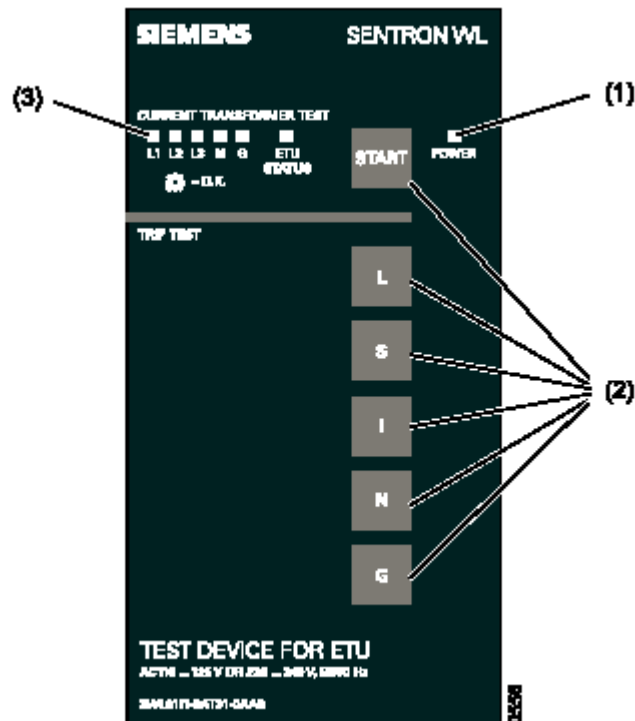 SIEMENS SENTRON WL
(3) (1)
CURRENT TRANSFORMER TEST
L1 L2 L3 N G ETU STATUS START POWER
= O.K.
TRIP TEST
L
S
(2)
I
N
G
TEST DEVICE FOR ETU